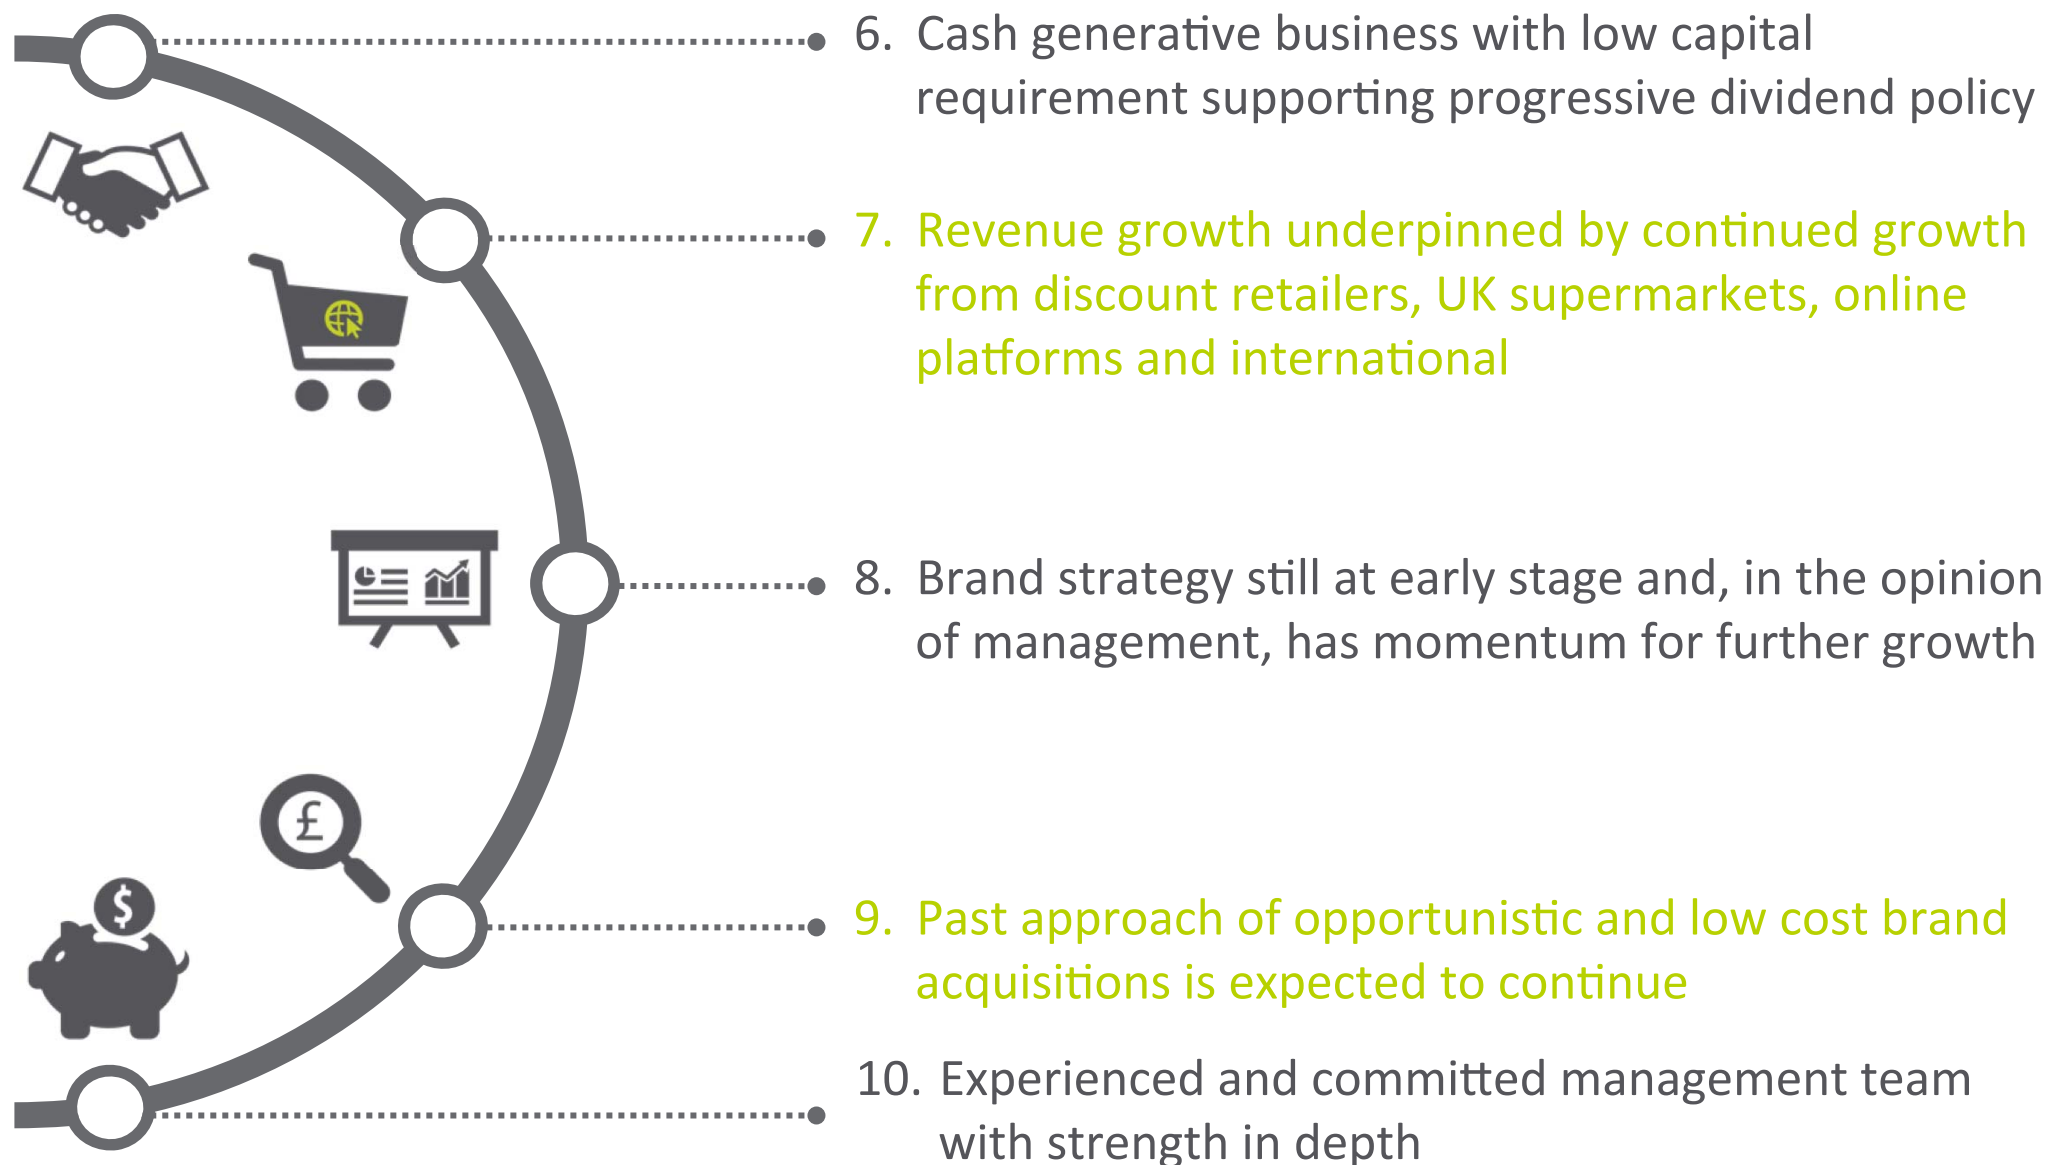 6. Cash generative business with low capital
requirement supporting progressive dividend policy
7. Revenue growth underpinned by continued growth
from discount retailers, UK supermarkets, online
platforms and international
8. Brand strategy still at early stage and, in the opinion
of management, has momentum for further growth
£
$
9. Past approach of opportunistic and low cost brand
acquisitions is expected to continue
10. Experienced and committed management team
with strength in depth